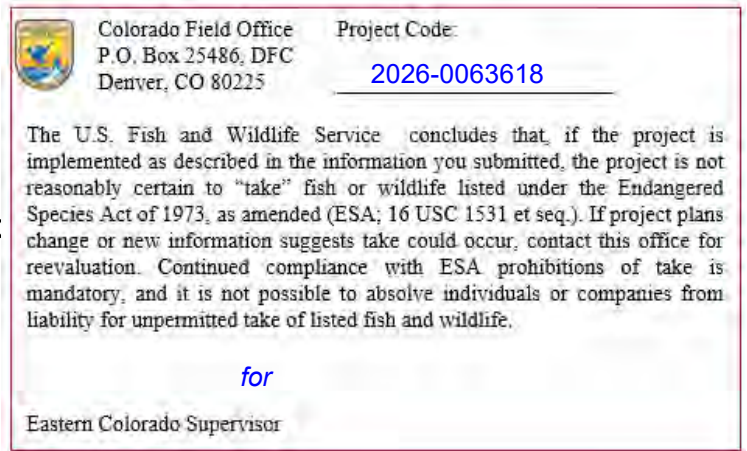 Colorado Field Office
P.O. Box 25486, DFC
Denver, CO 80225
Project Code:
2026-0063618
The U.S. Fish and Wildlife Service concludes that, if the project is
implemented as described in the information you submitted, the project is not
reasonably certain to “take” fish or wildlife listed under the Endangered
Species Act of 1973, as amended (ESA; 16 USC 1531 et seq.). If project plans
change or new information suggests take could occur, contact this office for
reevaluation. Continued compliance with ESA prohibitions of take is
mandatory, and it is not possible to absolve individuals or companies from
liability for unpermitted take of listed fish and wildlife.
for
Eastern Colorado Supervisor